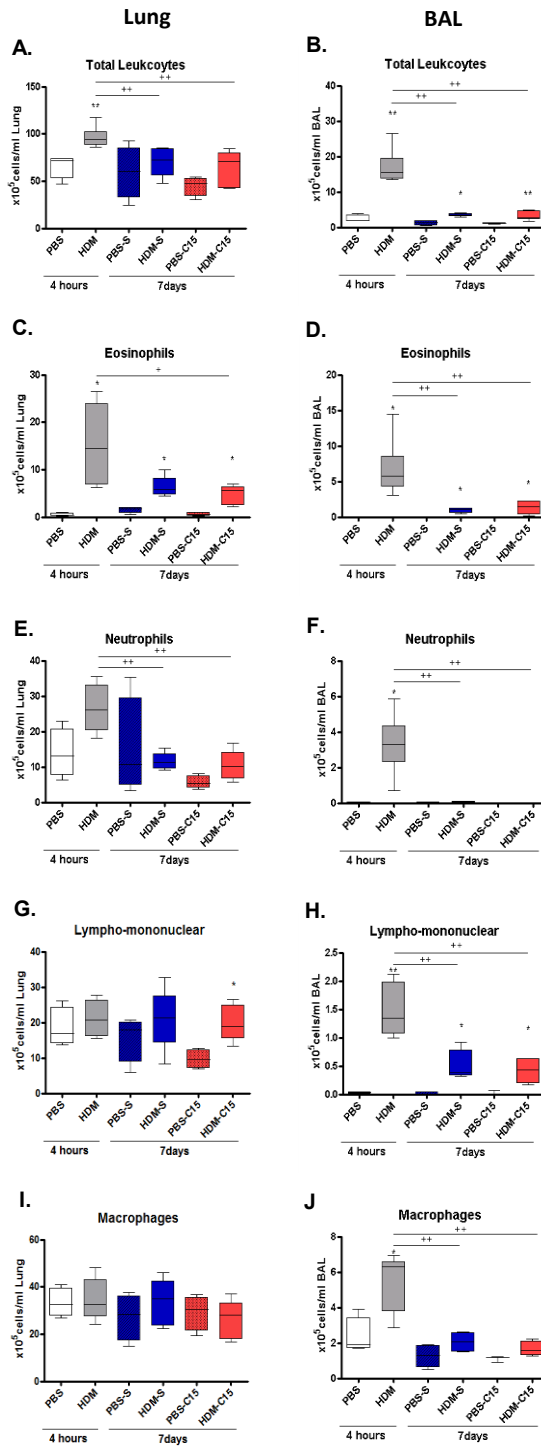 Lung BAL
A.
Total Leukcoytes
++
++
**
x10⁵cells/ml Lung
150
100
50
0
PBS HDM PBS-S HDM-S PBS-C15 HDM-C15
4 hours 7days
B.
Total Leukocytes
++
++
**
*
**
x10⁵cells/ml BAL
40
30
20
10
0
PBS HDM PBS-S HDM-S PBS-C15 HDM-C15
4 hours 7days
C.
Eosinophils
+
*
*
*
x10⁵cells/ml Lung
30
20
10
0
PBS HDM PBS-S HDM-S PBS-C15 HDM-C15
4 hours 7days
D.
Eosinophils
++
++
*
*
*
x10⁵cells/ml BAL
20
15
10
5
0
PBS HDM PBS-S HDM-S PBS-C15 HDM-C15
4 hours 7days
E.
Neutrophils
++
++
x10⁵cells/ml Lung
40
30
20
10
0
PBS HDM PBS-S HDM-S PBS-C15 HDM-C15
4 hours 7days
F.
Neutrophils
++
++
*
x10⁵cells/ml BAL
8
6
4
2
0
PBS HDM PBS-S HDM-S PBS-C15 HDM-C15
4 hours 7days
G.
Lympho-mononuclear
*
x10⁵cells/ml Lung
40
30
20
10
0
PBS HDM PBS-S HDM-S PBS-C15 HDM-C15
4 hours 7days
H.
Lympho-mononuclear
++
++
**
*
*
x10⁵cells/ml BAL
2.5
2.0
1.5
1.0
0.5
0.0
PBS HDM PBS-S HDM-S PBS-C15 HDM-C15
4 hours 7days
I.
Macrophages
x10⁵cells/ml Lung
60
40
20
0
PBS HDM PBS-S HDM-S PBS-C15 HDM-C15
4 hours 7days
J.
Macrophages
++
++
*
x10⁵cells/ml BAL
8
6
4
2
0
PBS HDM PBS-S HDM-S PBS-C15 HDM-C15
4 hours 7days